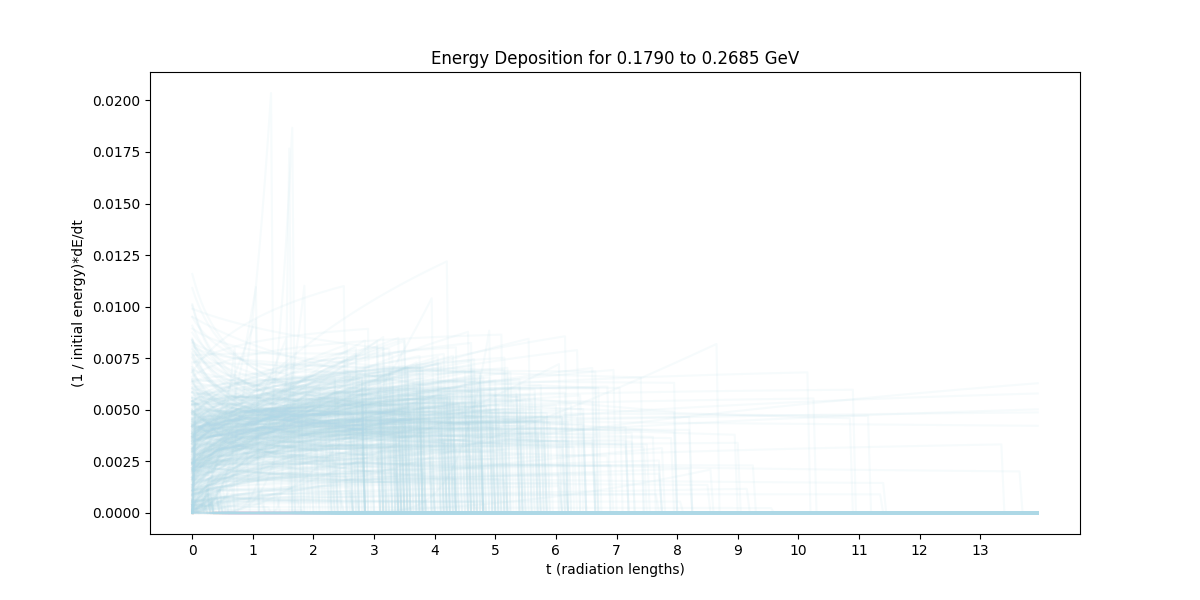 Energy Deposition for 0.1790 to 0.2685 GeV
(1 / initial energy)*dE/dt
0.0200
0.0175
0.0150
0.0125
0.0100
0.0075
0.0050
0.0025
0.0000
0 1 2 3 4 5 6 7 8 9 10 11 12 13
t (radiation lengths)